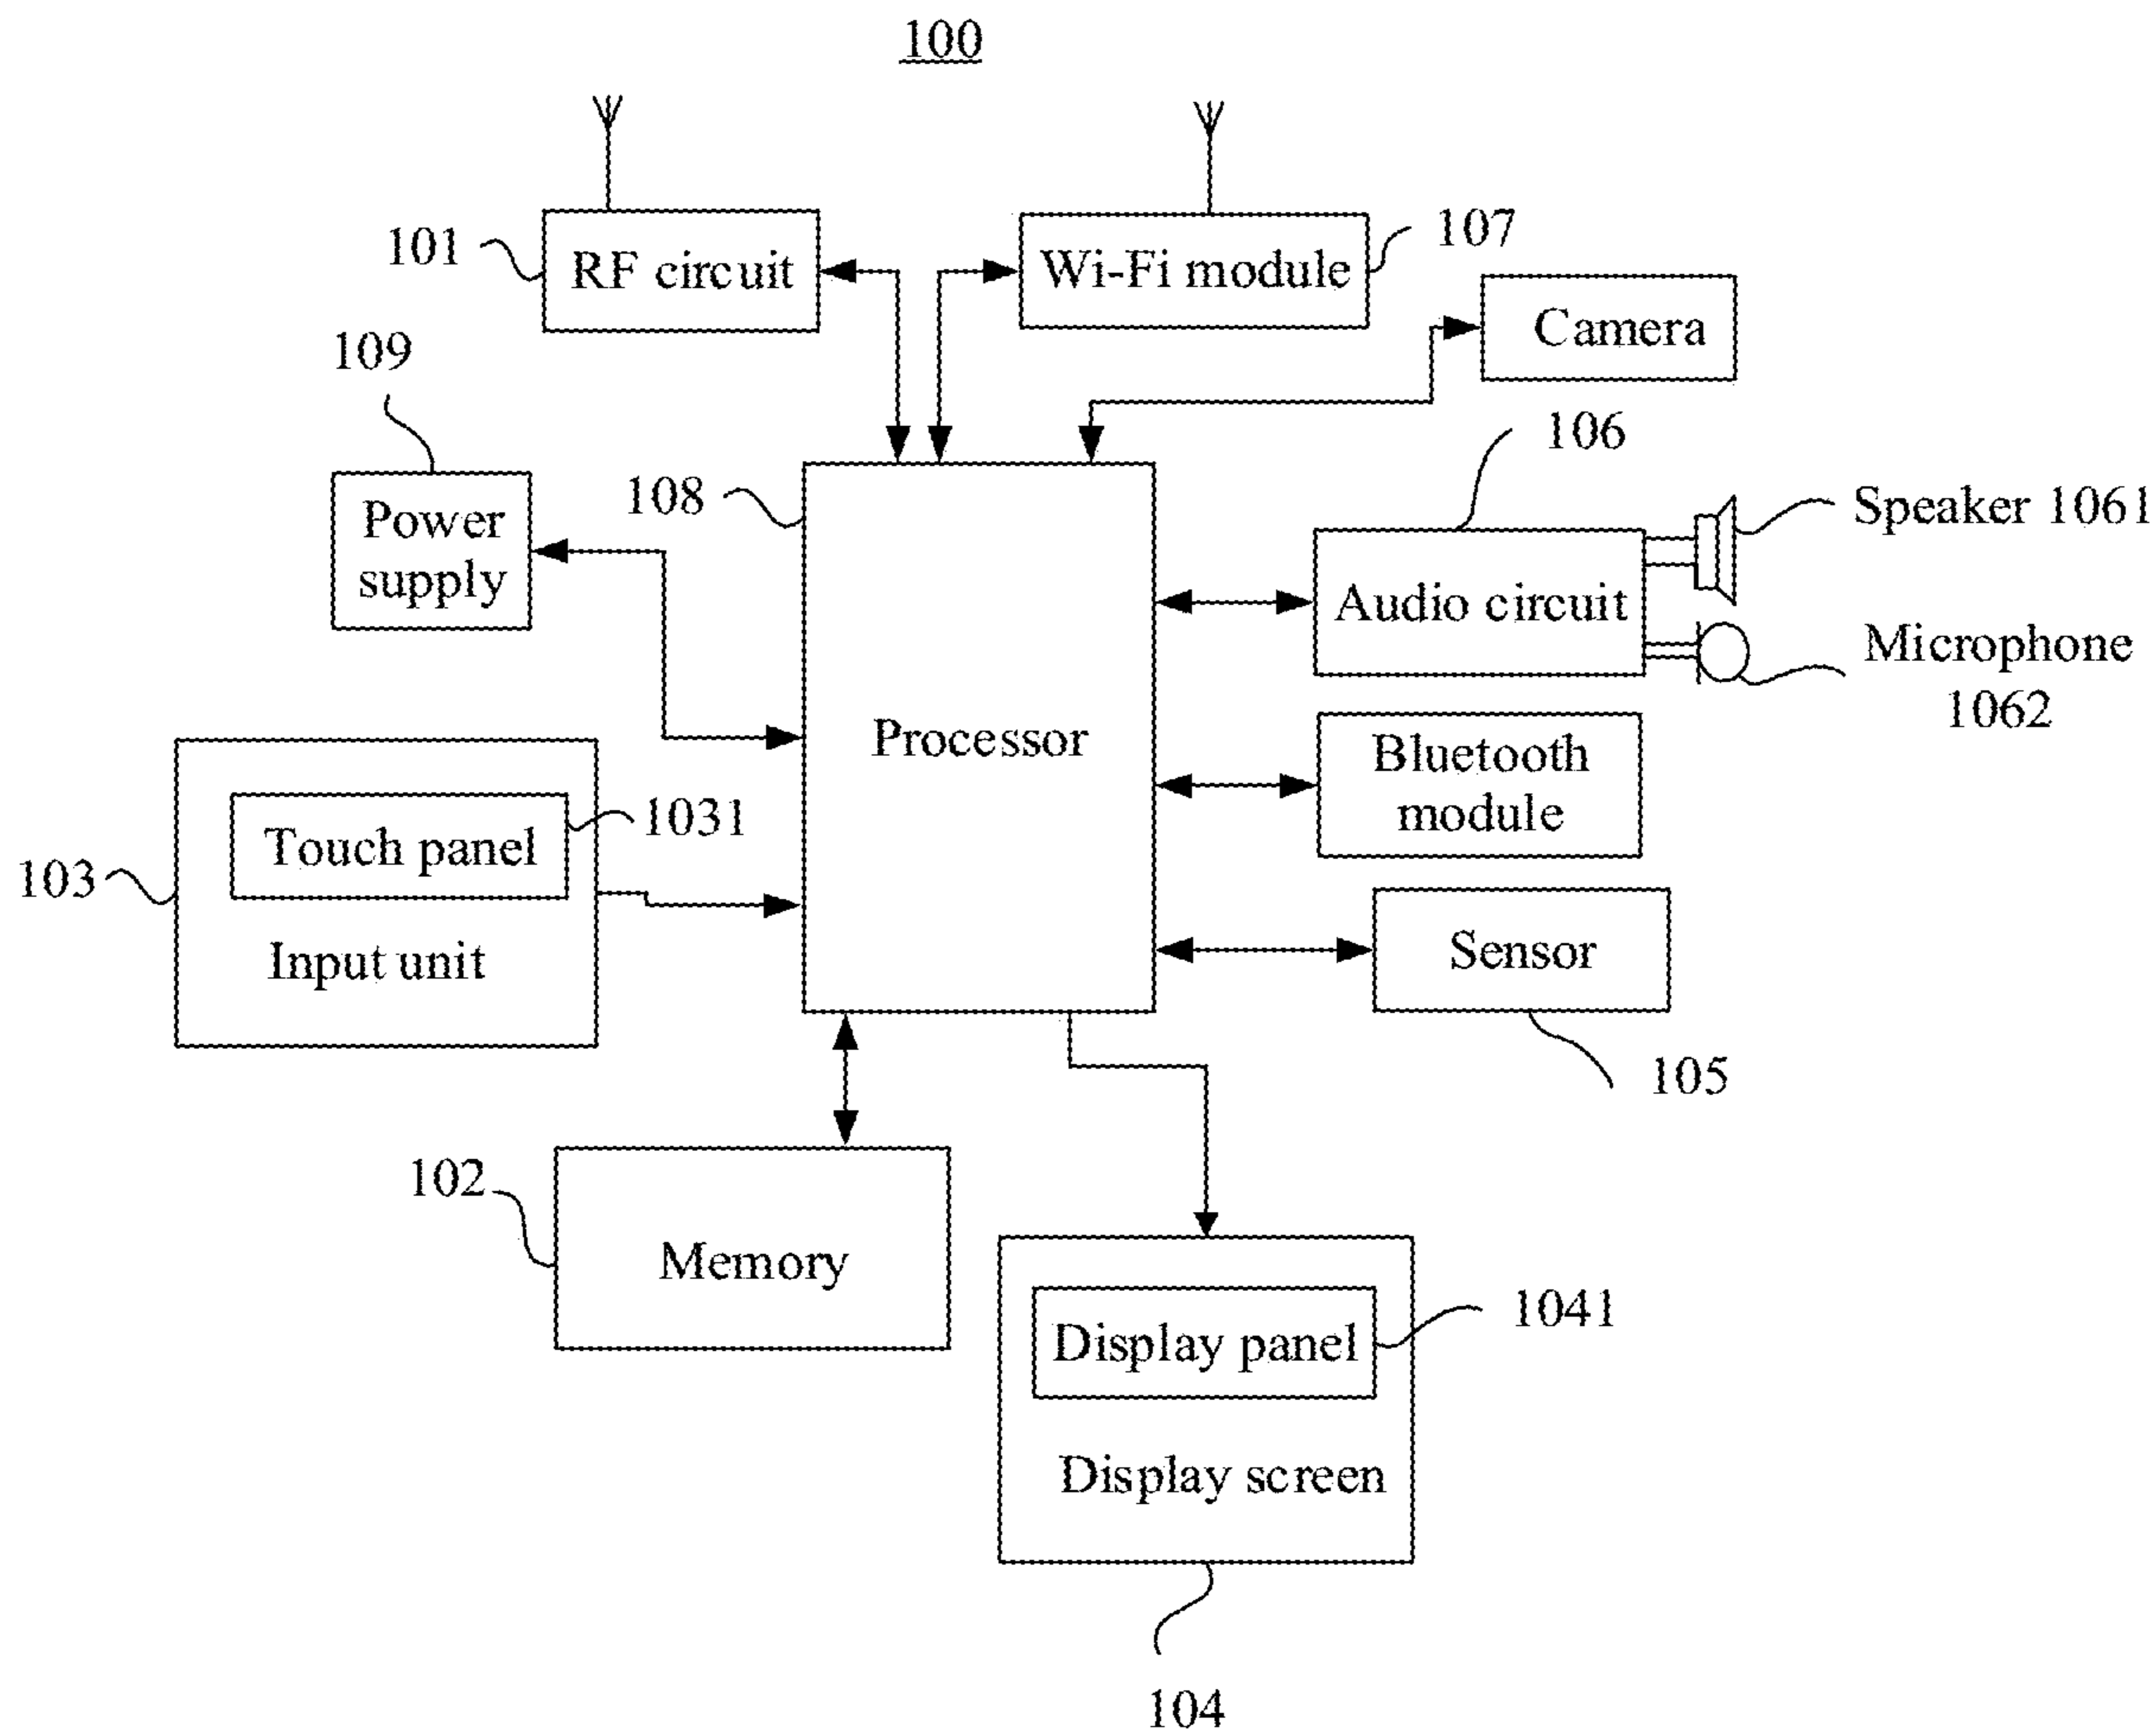 100
101
RF circuit
Wi-Fi module
107
Camera
109
106
Power
supply
108
Speaker 1061
Audio circuit
Microphone
1062
Processor
Bluetooth
module
103
Touch panel
1031
Input unit
Sensor
105
102
Memory
Display panel
1041
Display screen
104